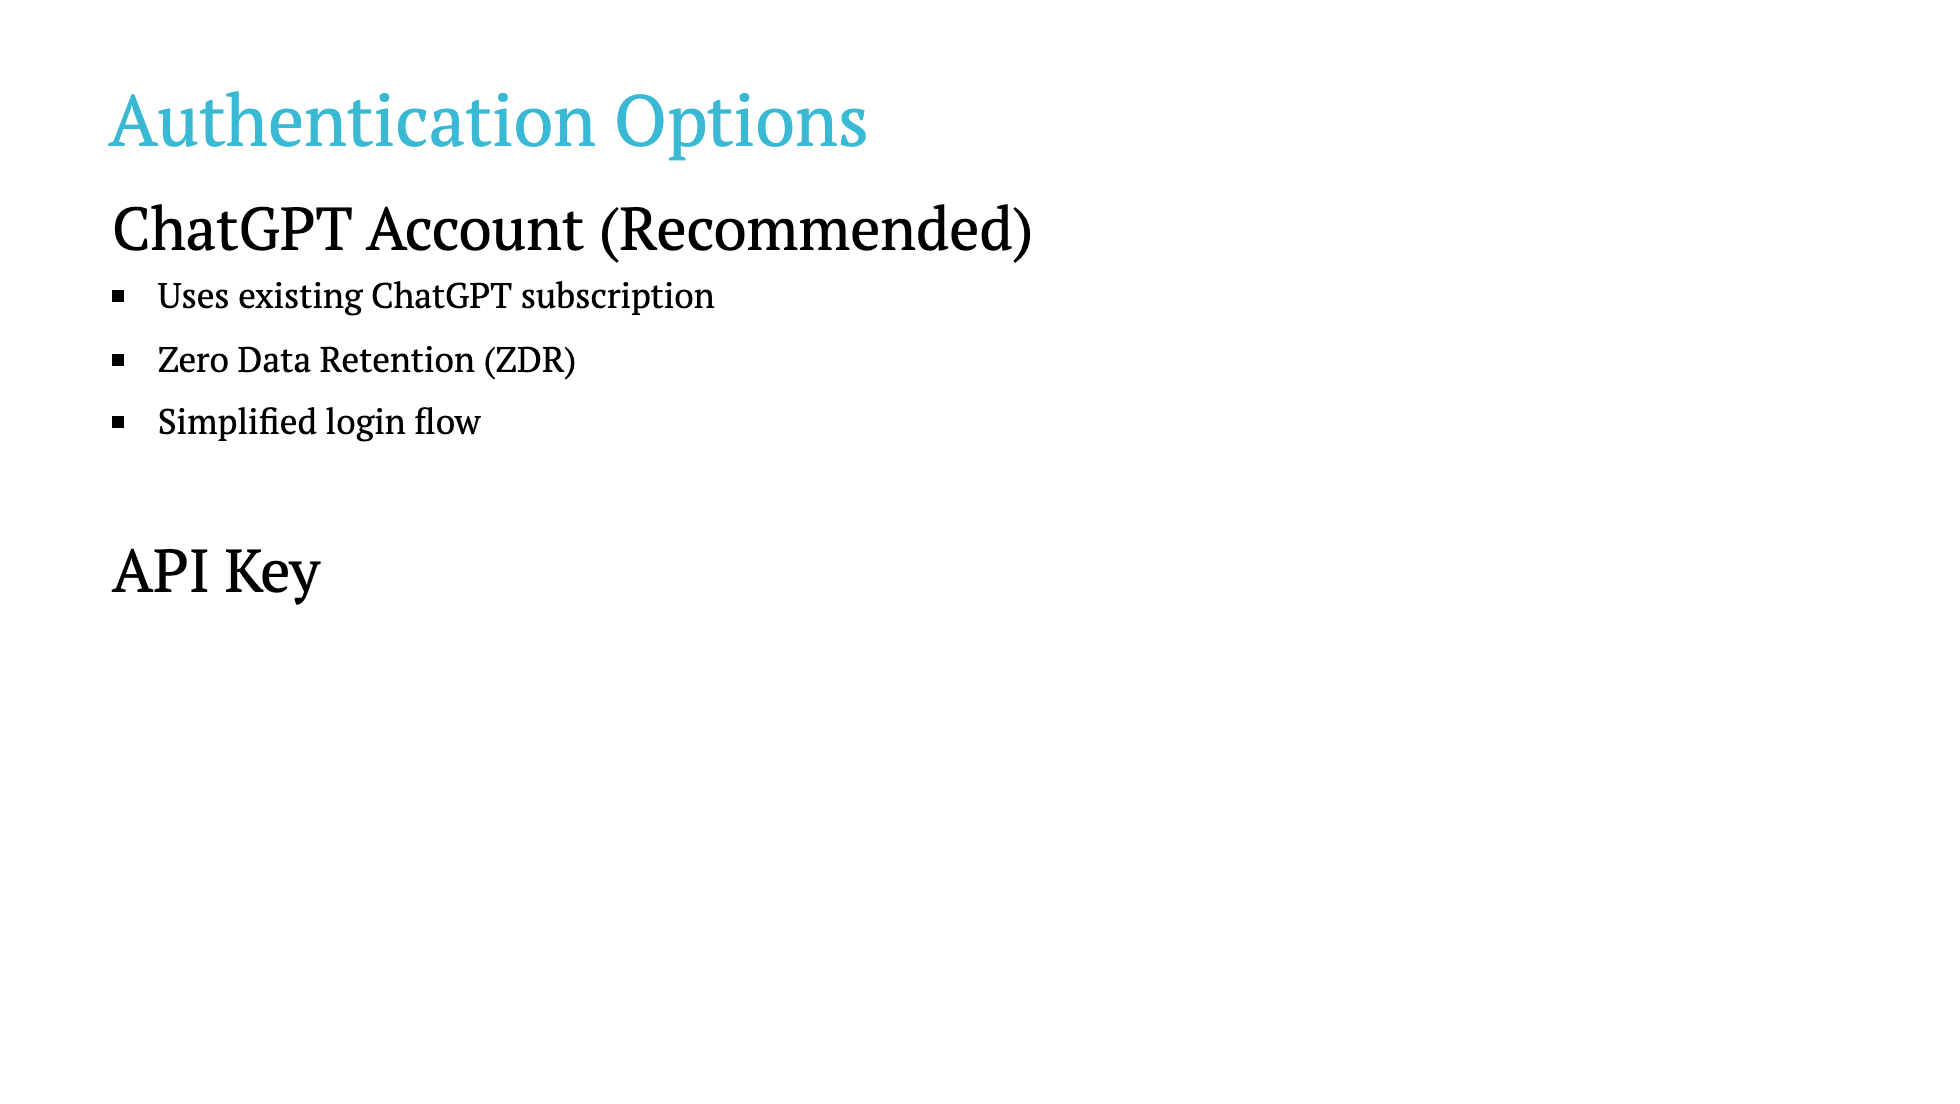 Authentication Options
ChatGPT Account (Recommended)
▪ Uses existing ChatGPT subscription
▪ Zero Data Retention (ZDR)
▪ Simplified login flow
API Key